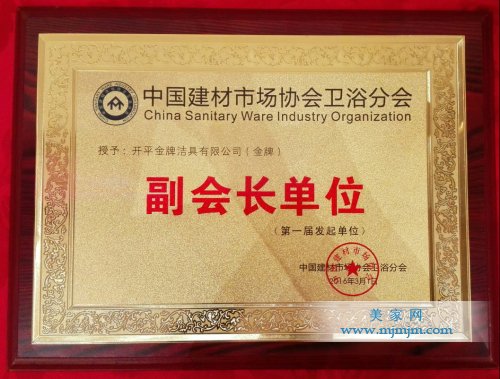 中国建材市场协会卫浴分会
China Sanitary Ware Industry Organization
授予：开平金牌洁具有限公司（金牌）
副会长单位
（第一届发起单位）
中国建材市场协会卫浴分会
2016年3月1日
美家网
www.mjmjm.com